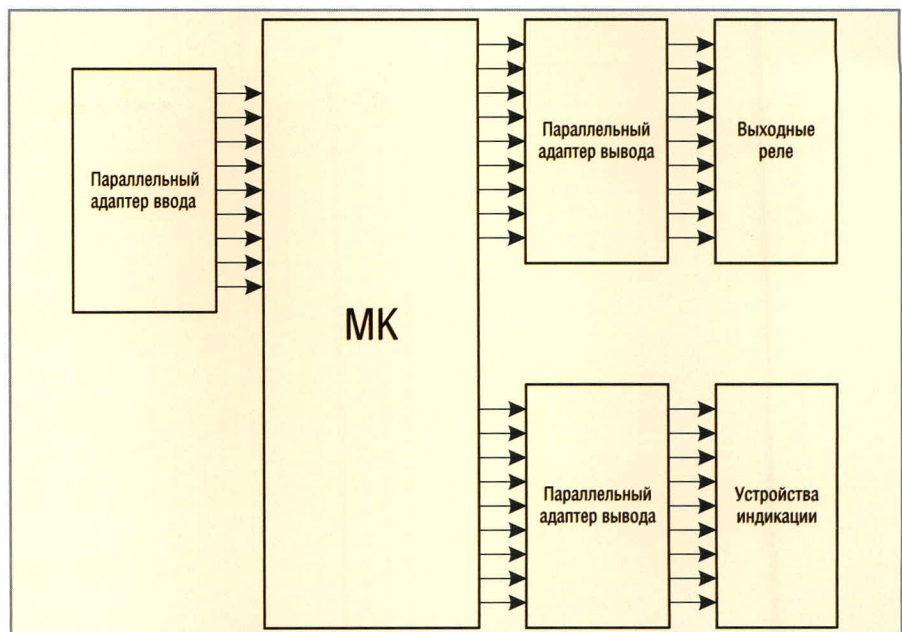 Параллельный
адаптер ввода
МК
Параллельный
адаптер вывода
Выходные
реле
Параллельный
адаптер вывода
Устройства
индикации